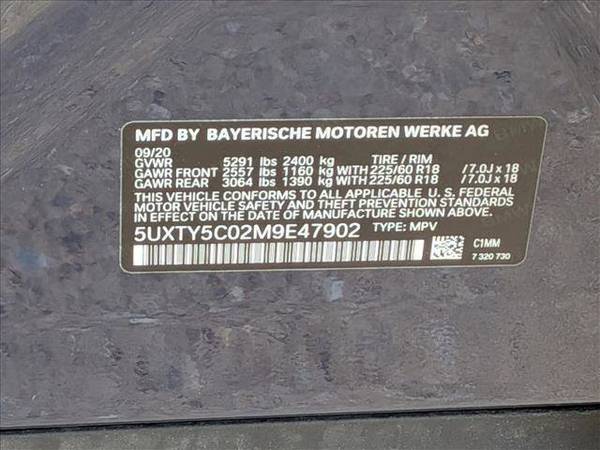 MFD BY BAYERISCHE MOTOREN WERKE AG
09/20
GVWR 5291 lbs 2400 kg TIRE / RIM
GAWR FRONT 2557 lbs 1160 kg WITH 225/60 R18 /7.0J x 18
GAWR REAR 3064 lbs 1390 kg WITH 225/60 R18 /7.0J x 18
THIS VEHICLE CONFORMS TO ALL APPLICABLE U. S. FEDERAL
MOTOR VEHICLE SAFETY AND THEFT PREVENTION STANDARDS
IN EFFECT ON THE DATE OF MANUFACTURE SHOWN ABOVE.
5UXTY5C02M9E47902 TYPE: MPV
C1MM
7 320 730